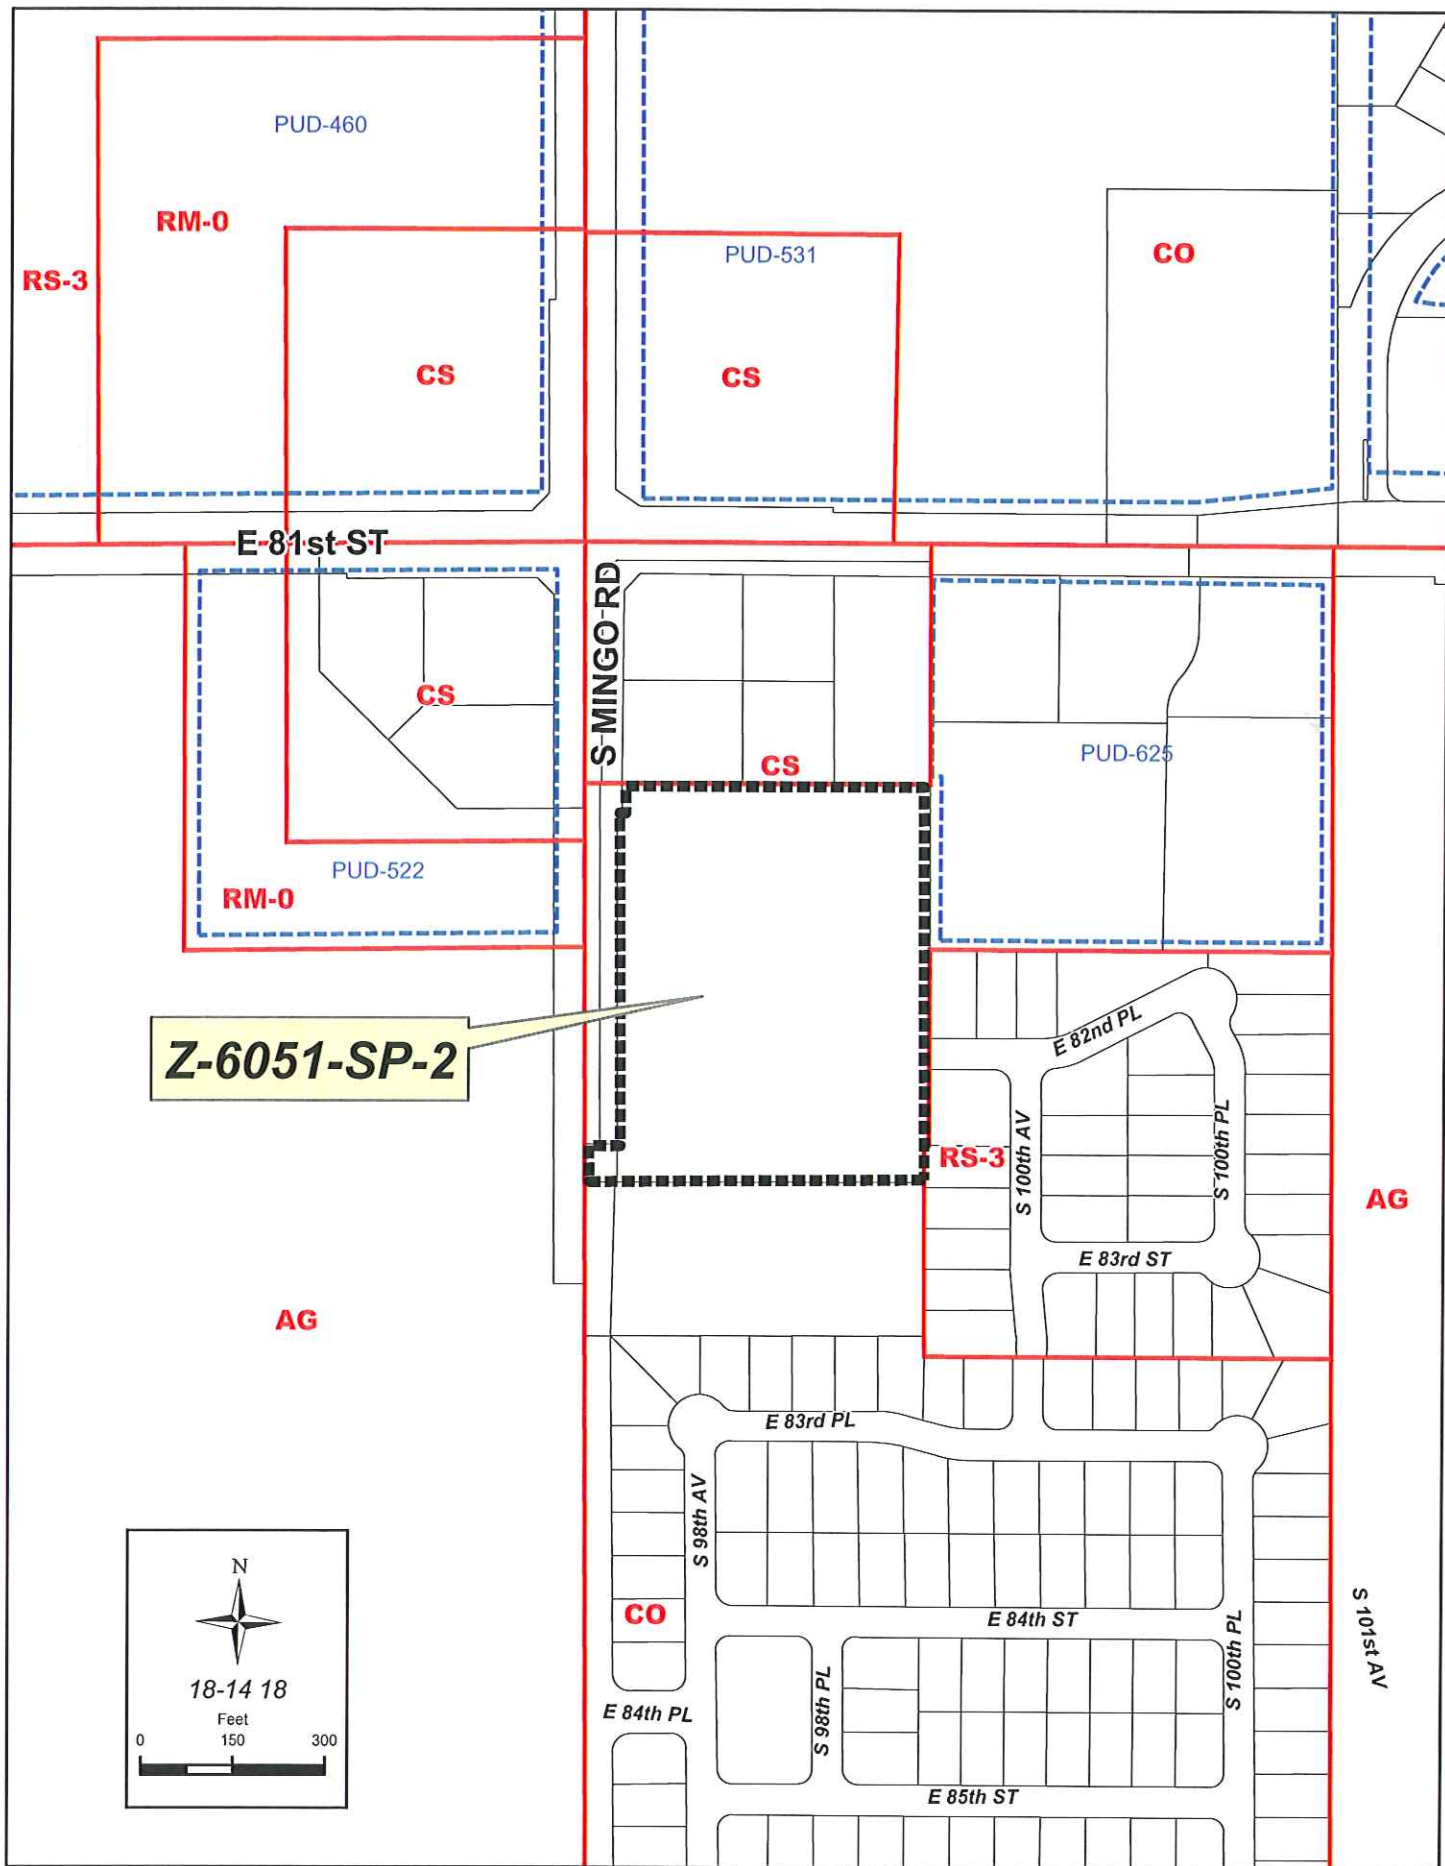 PUD-460
RM-0
PUD-531
CO
RS-3
CS
CS
E 81st ST
S MINGO RD
CS
CS
PUD-625
PUD-522
RM-0
Z-6051-SP-2
E 82nd PL
S 100th AV
S 100th PL
RS-3
AG
E 83rd ST
AG
E 83rd PL
S 98th AV
CO
E 84th ST
S 101st AV
S 100th PL
S 98th PL
E 84th PL
E 85th ST
N
18-14 18
Feet
0 150 300